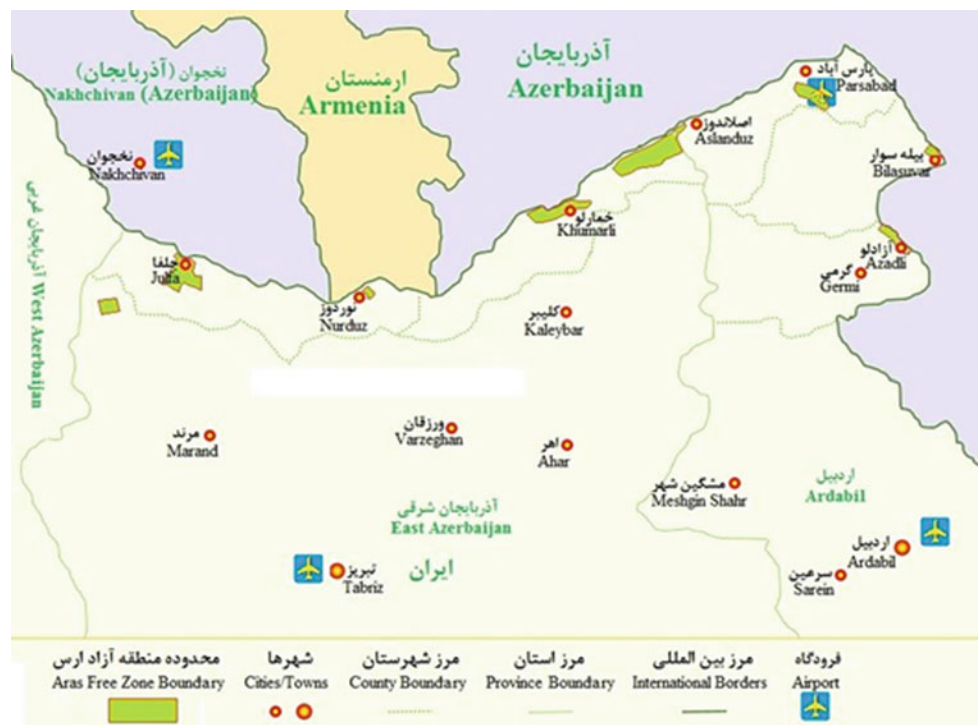 نخجوان (آذربایجان)
Nakhchivan (Azerbaijan)
ارمنستان
Armenia
آذربایجان
Azerbaijan
پارس آباد
Parsabad
اصلاندوز
Aslanduz
بیله سوار
Bilasuvar
نخجوان
Nakhchivan
خمارلو
Khumarli
آزادلو
Azadli
گرمی
Germi
جلفا
Julfa
نوردوز
Nurduz
کلیبر
Kaleybar
آذربایجان غربی West Azarbaijan
مرند
Marand
ورزقان
Varzeghan
اهر
Ahar
مشگین شهر
Meshgin Shahr
اردبیل
Ardabil
آذربایجان شرقی
East Azerbaijan
ایران
تبریز
Tabriz
اردبیل
Ardabil
سرعین
Sarein
محدوده منطقه آزاد ارس
Aras Free Zone Boundary
شهرها
Cities/Towns
مرز شهرستان
County Boundary
مرز استان
Province Boundary
مرز بین المللی
International Borders
فرودگاه
Airport